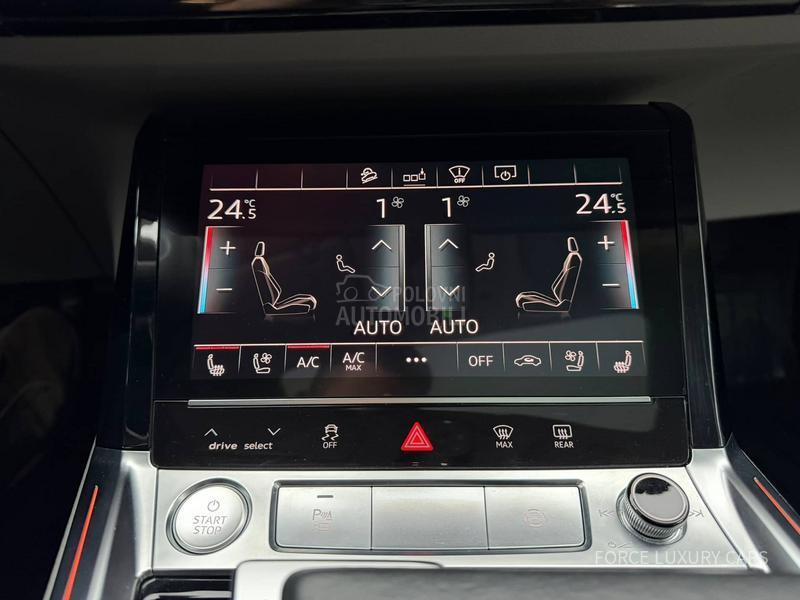 OFF
24.5 °C 1 1 24.5 °C
+ +
- -
POLOVNI
AUTOMOBILI
AUTO AUTO
A/C A/C MAX ... OFF
drive select OFF MAX REAR
START
STOP
P
FORCE LUXURY CARS